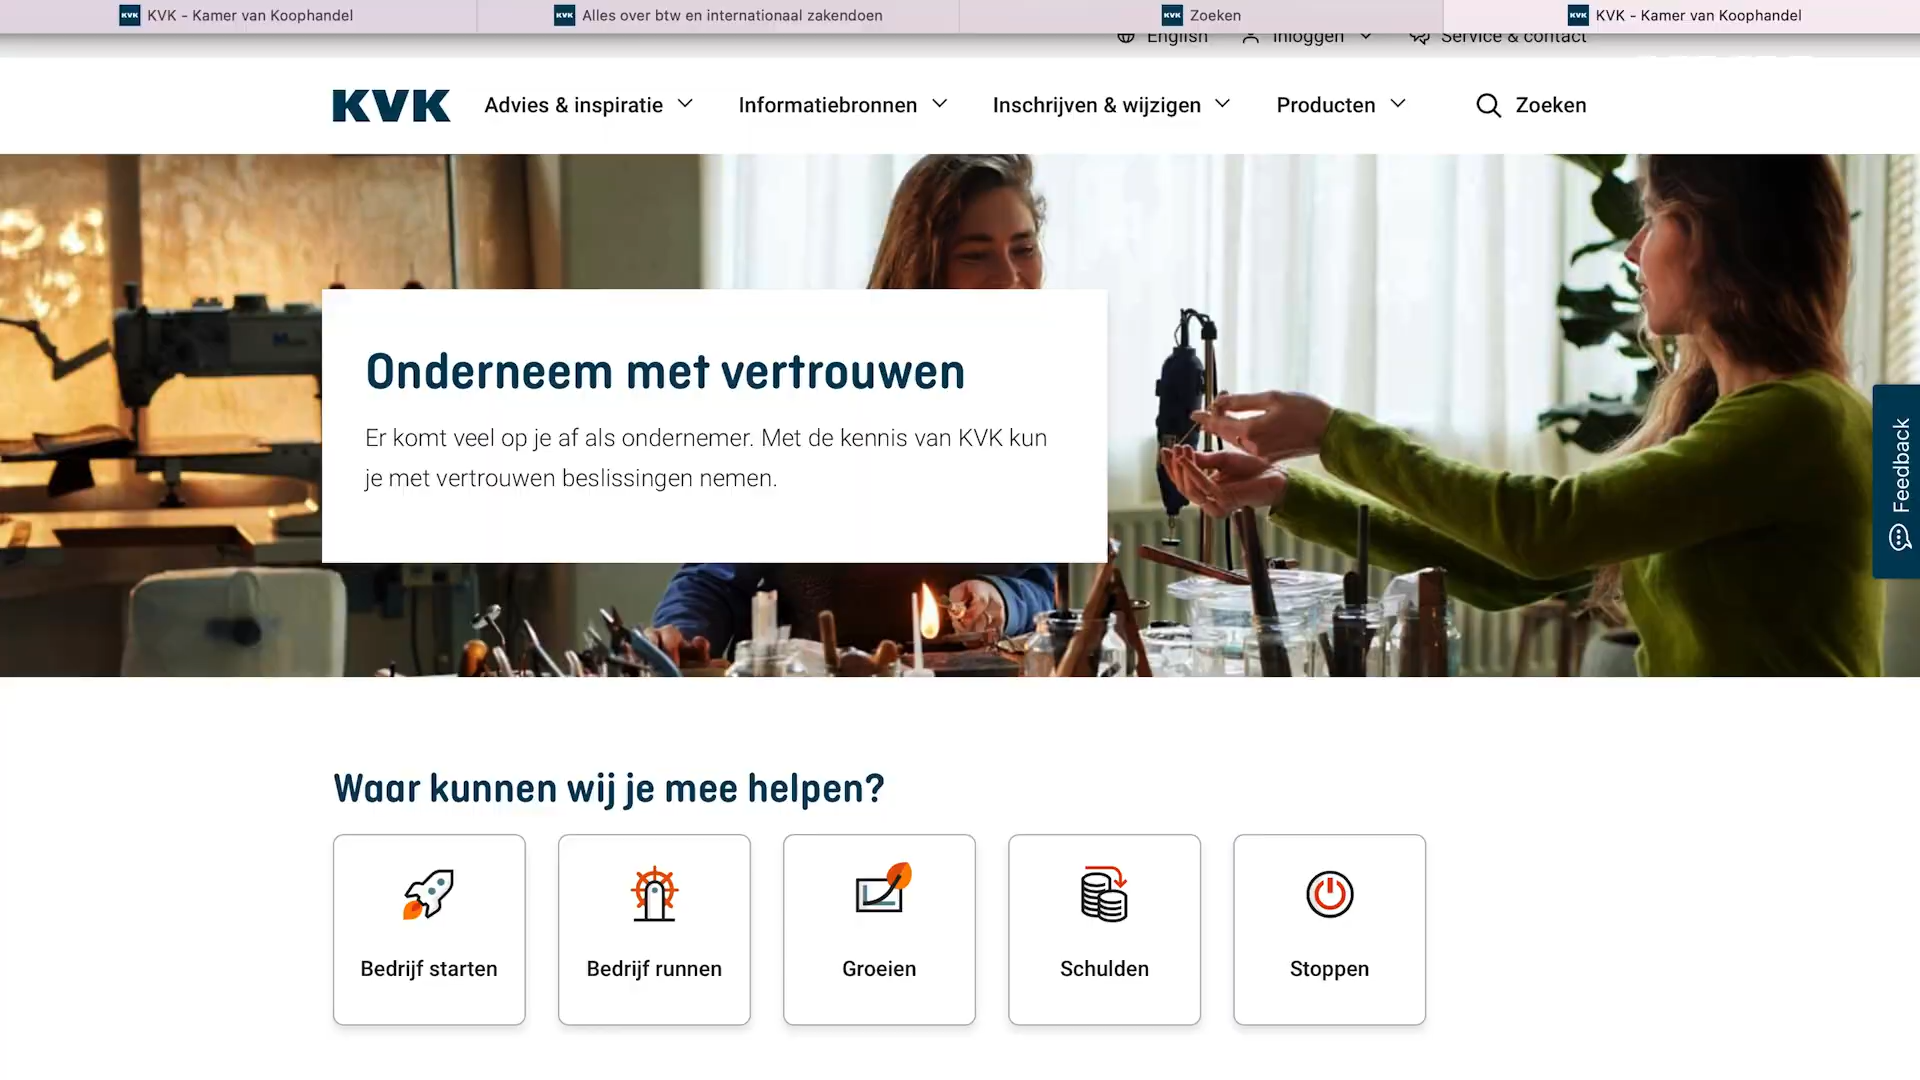 KVK - Kamer van Koophandel
Alles over btw en internationaal zakendoen
Zoeken
KVK - Kamer van Koophandel
English
Inloggen
Service & contact
KVK
Advies & inspiratie
Informatiebronnen
Inschrijven & wijzigen
Producten
Zoeken
Onderneem met vertrouwen
Er komt veel op je af als ondernemer. Met de kennis van KVK kun
je met vertrouwen beslissingen nemen.
Feedback
Waar kunnen wij je mee helpen?
Bedrijf starten
Bedrijf runnen
Groeien
Schulden
Stoppen